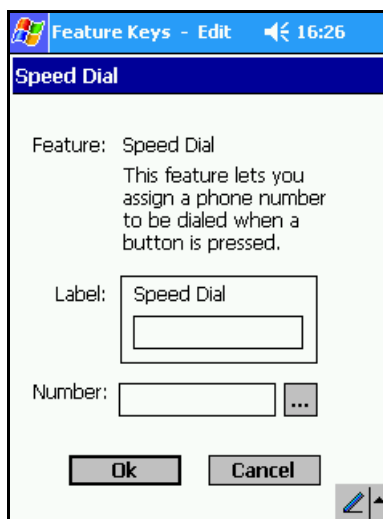 Feature Keys - Edit 16:26
Speed Dial
Feature: Speed Dial
This feature lets you
assign a phone number
to be dialed when a
button is pressed.
Label: Speed Dial
Number: ...
Ok Cancel